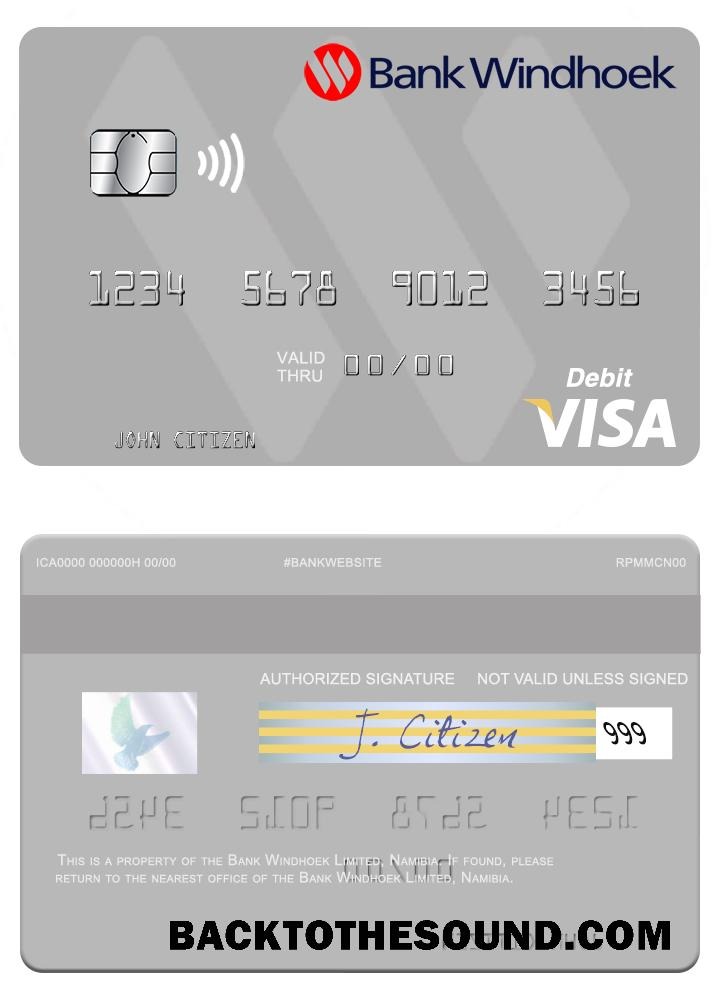 Bank Windhoek
1234 5678 9012 3456
VALID THRU 00/00
Debit
VISA
JOHN CITIZEN
ICA0000 000000H 00/00 #BANKWEBSITE RPMMCN00
AUTHORIZED SIGNATURE NOT VALID UNLESS SIGNED
J. Citizen 999
THIS IS A PROPERTY OF THE BANK WINDHOEK LIMITED, NAMIBIA. IF FOUND, PLEASE
RETURN TO THE NEAREST OFFICE OF THE BANK WINDHOEK LIMITED, NAMIBIA.
BACKTOTHESOUND.COM